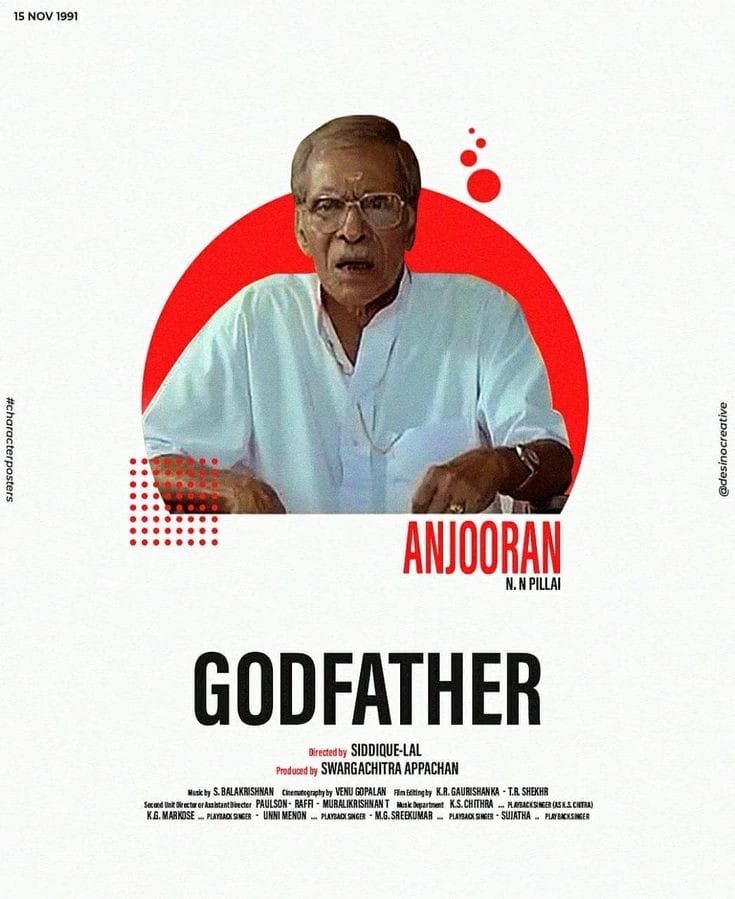 15 NOV 1991
#characterposters
@desinocreative
ANJOORAN
N. N PILLAI
GODFATHER
Directed by SIDDIQUE-LAL
Produced by SWARGACHITRA APPACHAN
Music by S. BALAKRISHNAN Cinematography by VENU GOPALAN Film Editing by K.R. GAURISHANKA - T.R. SHEKHR
Second Unit Director or Assistant Director PAULSON - RAFFI - MURALIKRISHNAN T Music Department K.S. CHITHRA ... PLAYBACK SINGER (AS K.S. CHITRA)
K.G. MARKOSE ... PLAYBACK SINGER - UNNI MENON ... PLAYBACK SINGER - M.G. SREEKUMAR ... PLAYBACK SINGER - SUJATHA .. PLAYBACK SINGER